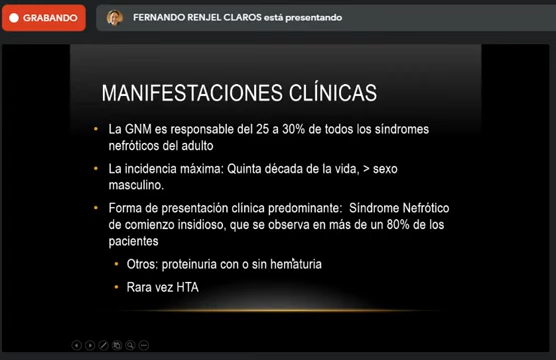 GRABANDO
FERNANDO RENJEL CLAROS está presentando
MANIFESTACIONES CLÍNICAS
• La GNM es responsable del 25 a 30% de todos los síndromes
nefróticos del adulto
• La incidencia máxima: Quinta década de la vida, > sexo
masculino.
• Forma de presentación clínica predominante: Síndrome Nefrótico
de comienzo insidioso, que se observa en más de un 80% de los
pacientes
• Otros: proteinuria con o sin hematuria
• Rara vez HTA